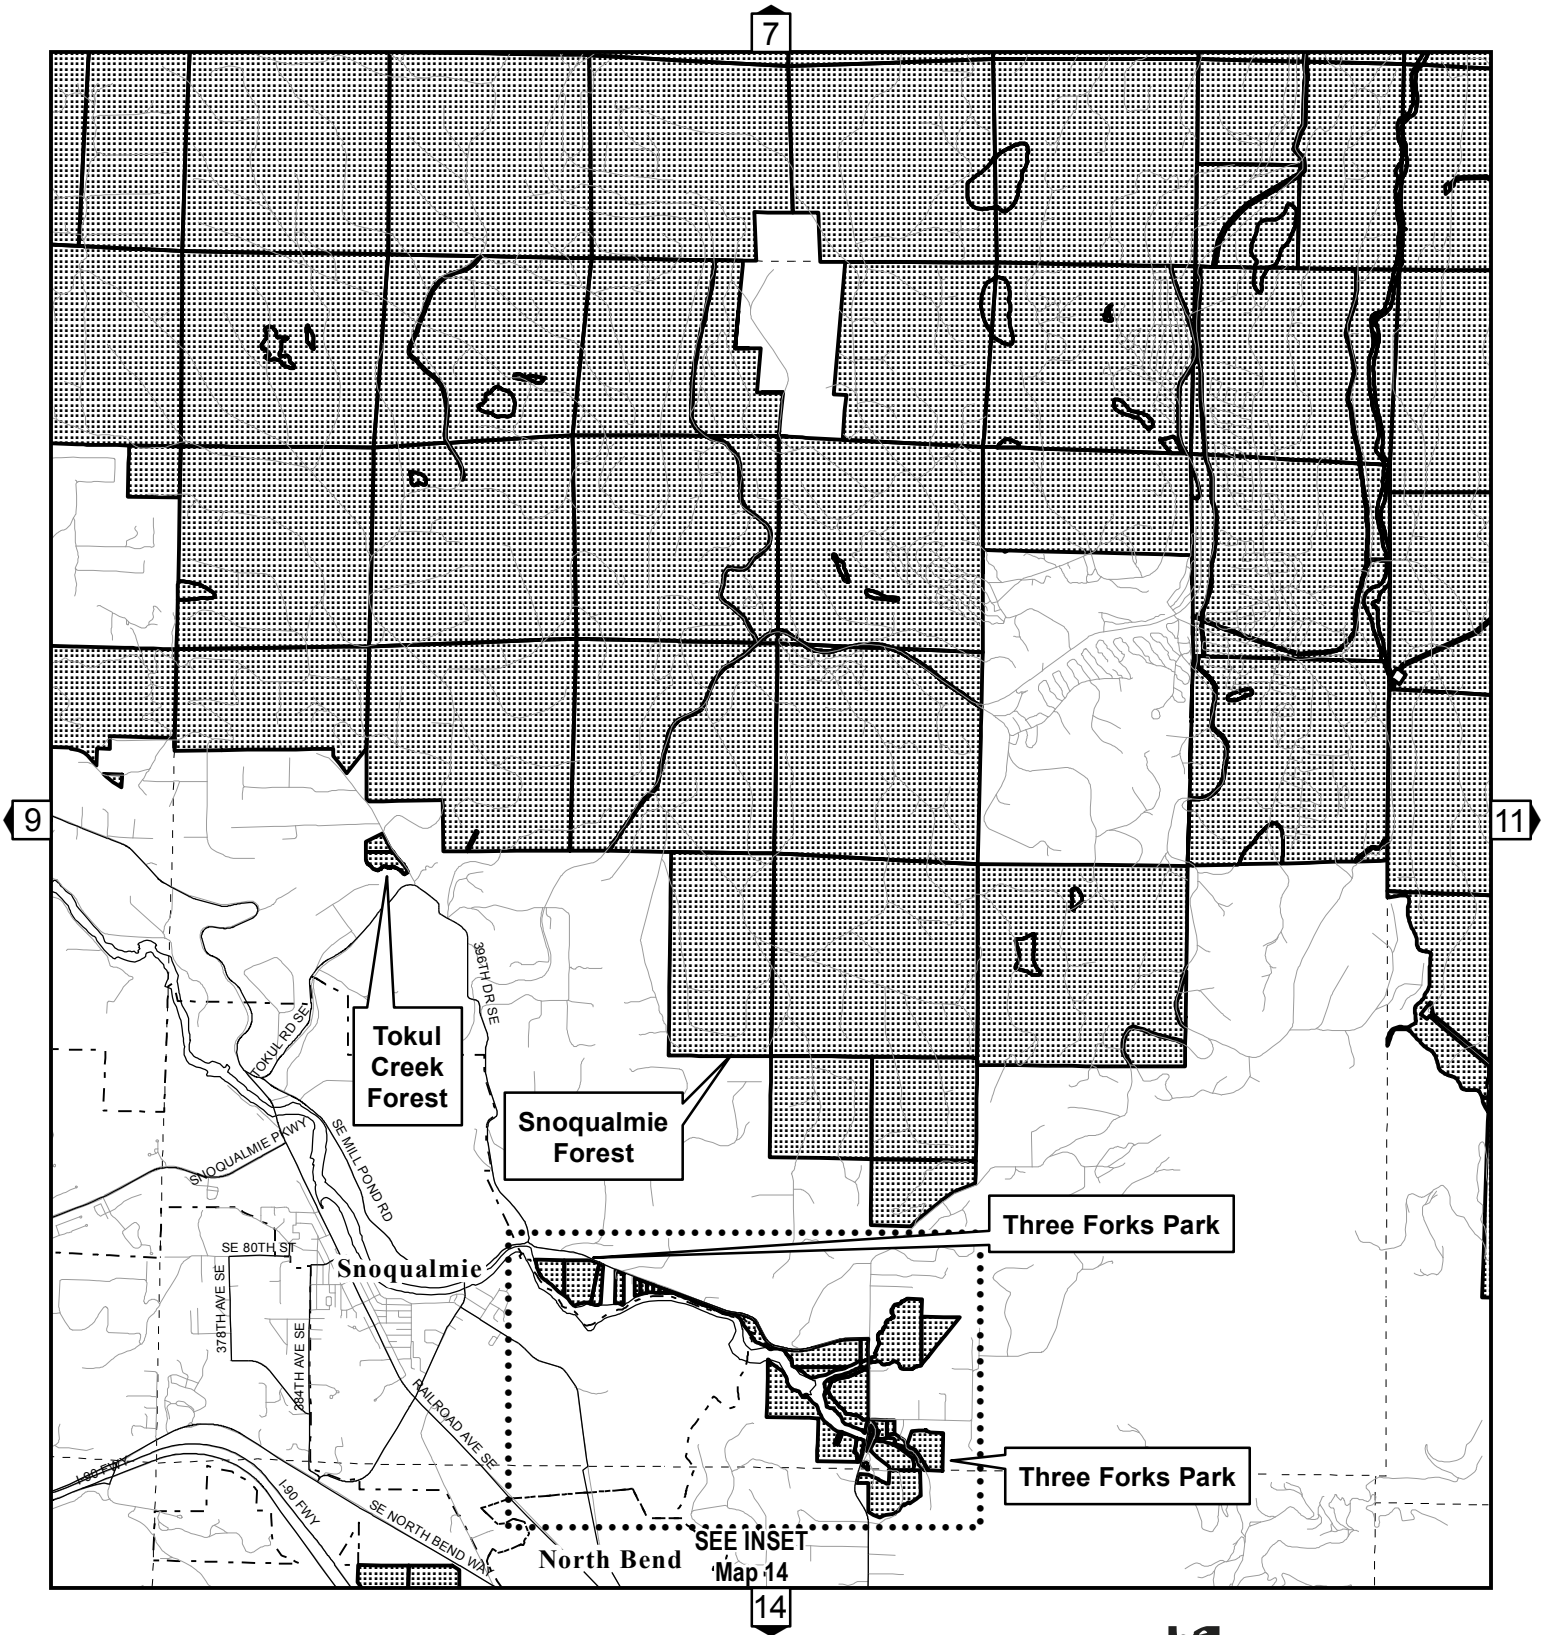 7
9
11
396TH DR SE
TOKUL RD SE
Tokul
Creek
Forest
Snoqualmie
Forest
SNOQUALMIE PKWY
SE MILL POND RD
Three Forks Park
SE 80TH ST
Snoqualmie
378TH AVE SE
384TH AVE SE
RAILROAD AVE SE
Three Forks Park
I-90 FWY
I-90 FWY
SE NORTH BEND WAY
North Bend
SEE INSET
Map 14
14